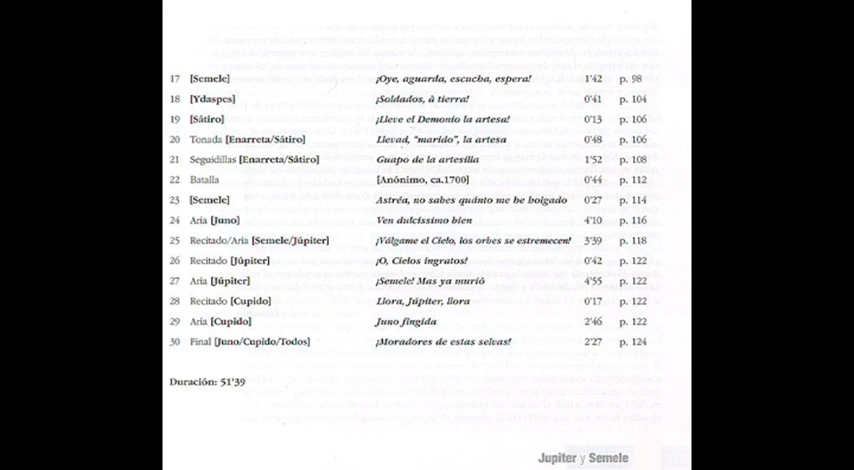 17 [Semele] ¡Oye, aguarda, escucha, espera! 1'42 p. 98
18 [Ydaspes] ¡Soldados, à tierra! 0'41 p. 104
19 [Sátiro] ¡Lleve el Demonio la artesa! 0'13 p. 106
20 Tonada [Enarreta/Sátiro] Llevad, "marido", la artesa 0'48 p. 106
21 Seguidillas [Enarreta/Sátiro] Guapo de la artesilla 1'52 p. 108
22 Batalla [Anónimo, ca.1700] 0'44 p. 112
23 [Semele] Astréa, no sabes quánto me he holgado 0'27 p. 114
24 Aria [Juno] Ven dulcíssimo bien 4'10 p. 116
25 Recitado/Aria [Semele/Júpiter] ¡Válgame el Cielo, los orbes se estremecen! 3'39 p. 118
26 Recitado [Júpiter] ¡O, Cielos ingratos! 0'42 p. 122
27 Aria [Júpiter] ¡Semele! Mas ya murió 4'55 p. 122
28 Recitado [Cupido] Llora, Júpiter, llora 0'17 p. 122
29 Aria [Cupido] Juno fingida 2'46 p. 122
30 Final [Juno/Cupido/Todos] ¡Moradores de estas selvas! 2'27 p. 124
Duración: 51'39
Jupiter y Semele